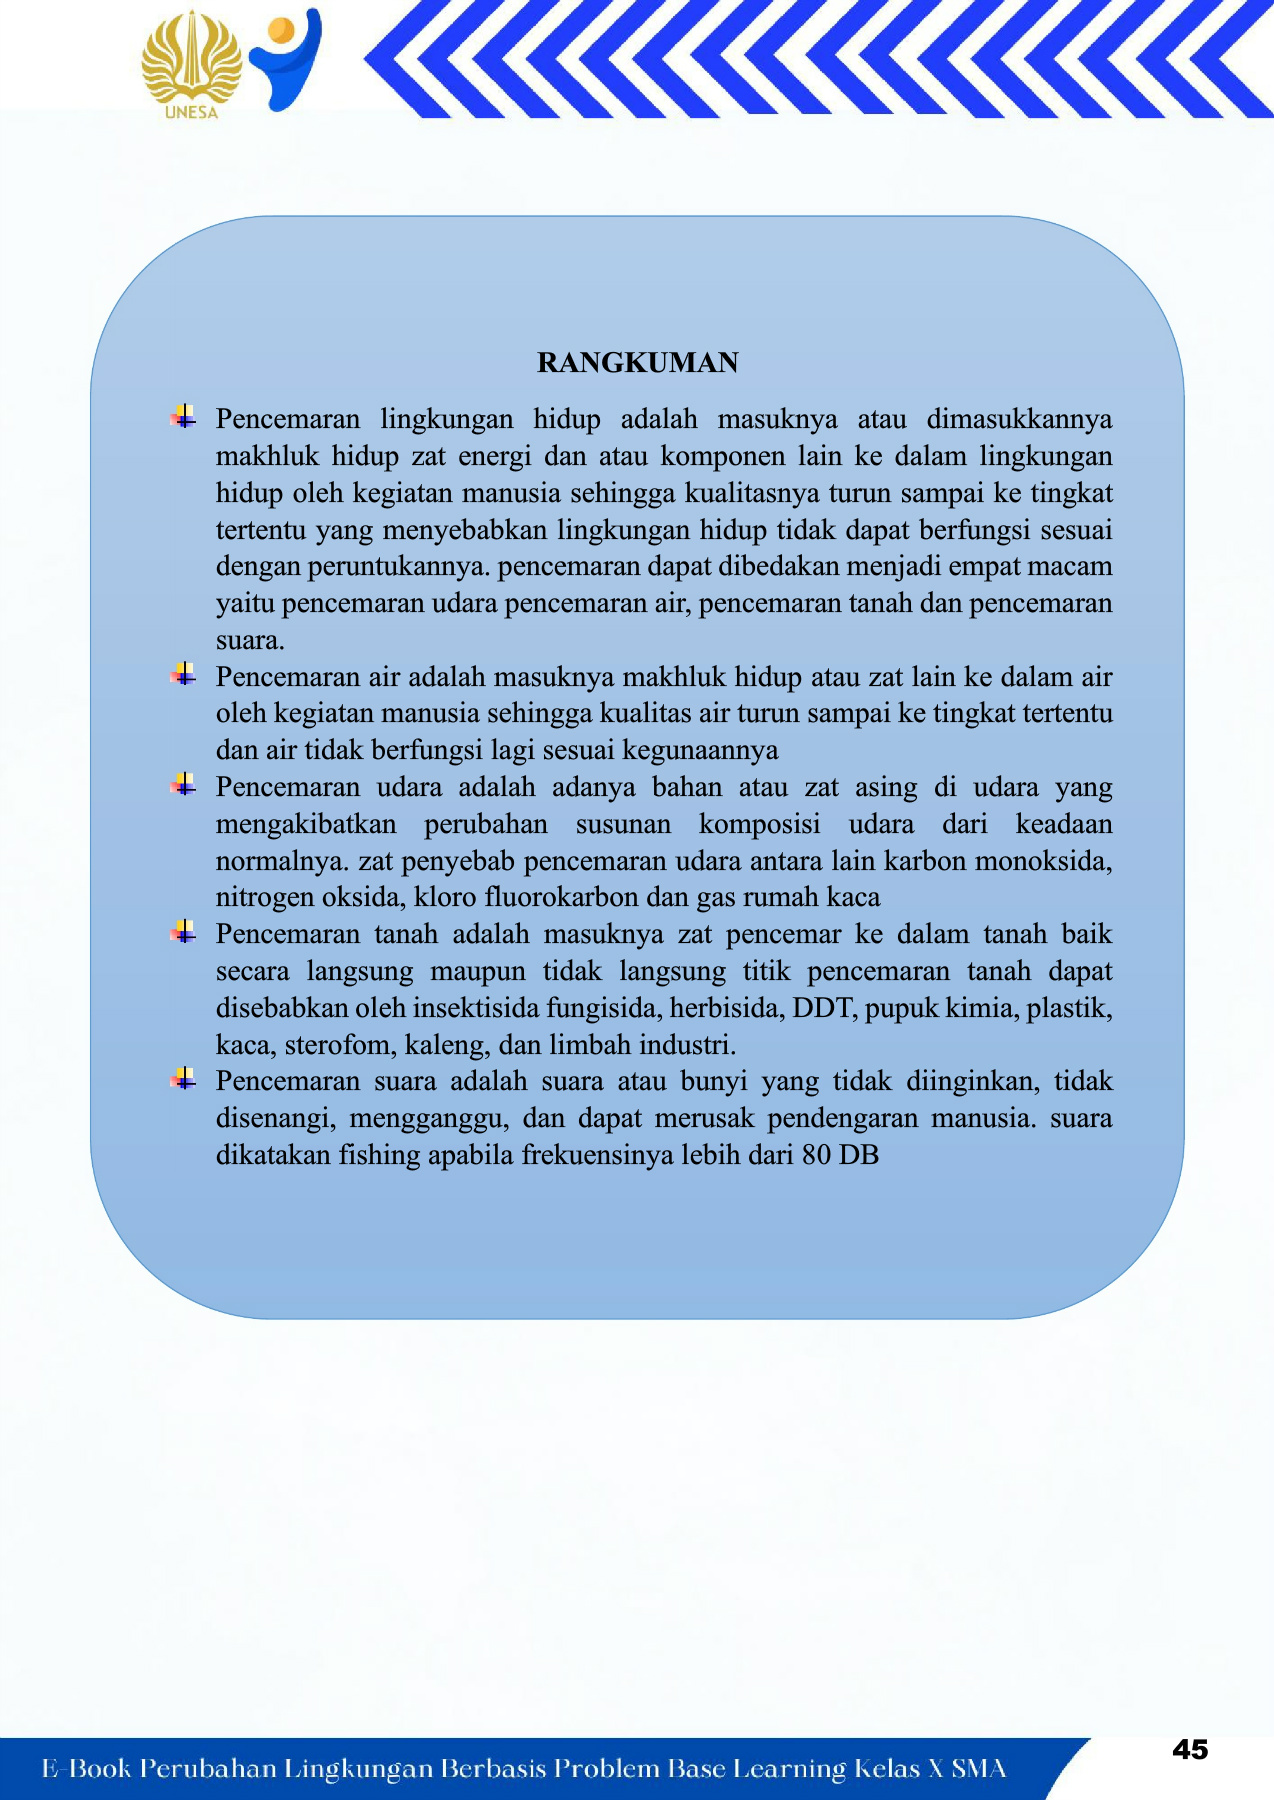 UNESA
RANGKUMAN
Pencemaran lingkungan hidup adalah masuknya atau dimasukkannya
makhluk hidup zat energi dan atau komponen lain ke dalam lingkungan
hidup oleh kegiatan manusia sehingga kualitasnya turun sampai ke tingkat
tertentu yang menyebabkan lingkungan hidup tidak dapat berfungsi sesuai
dengan peruntukannya. pencemaran dapat dibedakan menjadi empat macam
yaitu pencemaran udara pencemaran air, pencemaran tanah dan pencemaran
suara.
Pencemaran air adalah masuknya makhluk hidup atau zat lain ke dalam air
oleh kegiatan manusia sehingga kualitas air turun sampai ke tingkat tertentu
dan air tidak berfungsi lagi sesuai kegunaannya
Pencemaran udara adalah adanya bahan atau zat asing di udara yang
mengakibatkan perubahan susunan komposisi udara dari keadaan
normalnya. zat penyebab pencemaran udara antara lain karbon monoksida,
nitrogen oksida, kloro fluorokarbon dan gas rumah kaca
Pencemaran tanah adalah masuknya zat pencemar ke dalam tanah baik
secara langsung maupun tidak langsung titik pencemaran tanah dapat
disebabkan oleh insektisida fungisida, herbisida, DDT, pupuk kimia, plastik,
kaca, sterofom, kaleng, dan limbah industri.
Pencemaran suara adalah suara atau bunyi yang tidak diinginkan, tidak
disenangi, mengganggu, dan dapat merusak pendengaran manusia. suara
dikatakan fishing apabila frekuensinya lebih dari 80 DB
45
E-Book Perubahan Lingkungan Berbasis Problem Base Learning Kelas X SMA